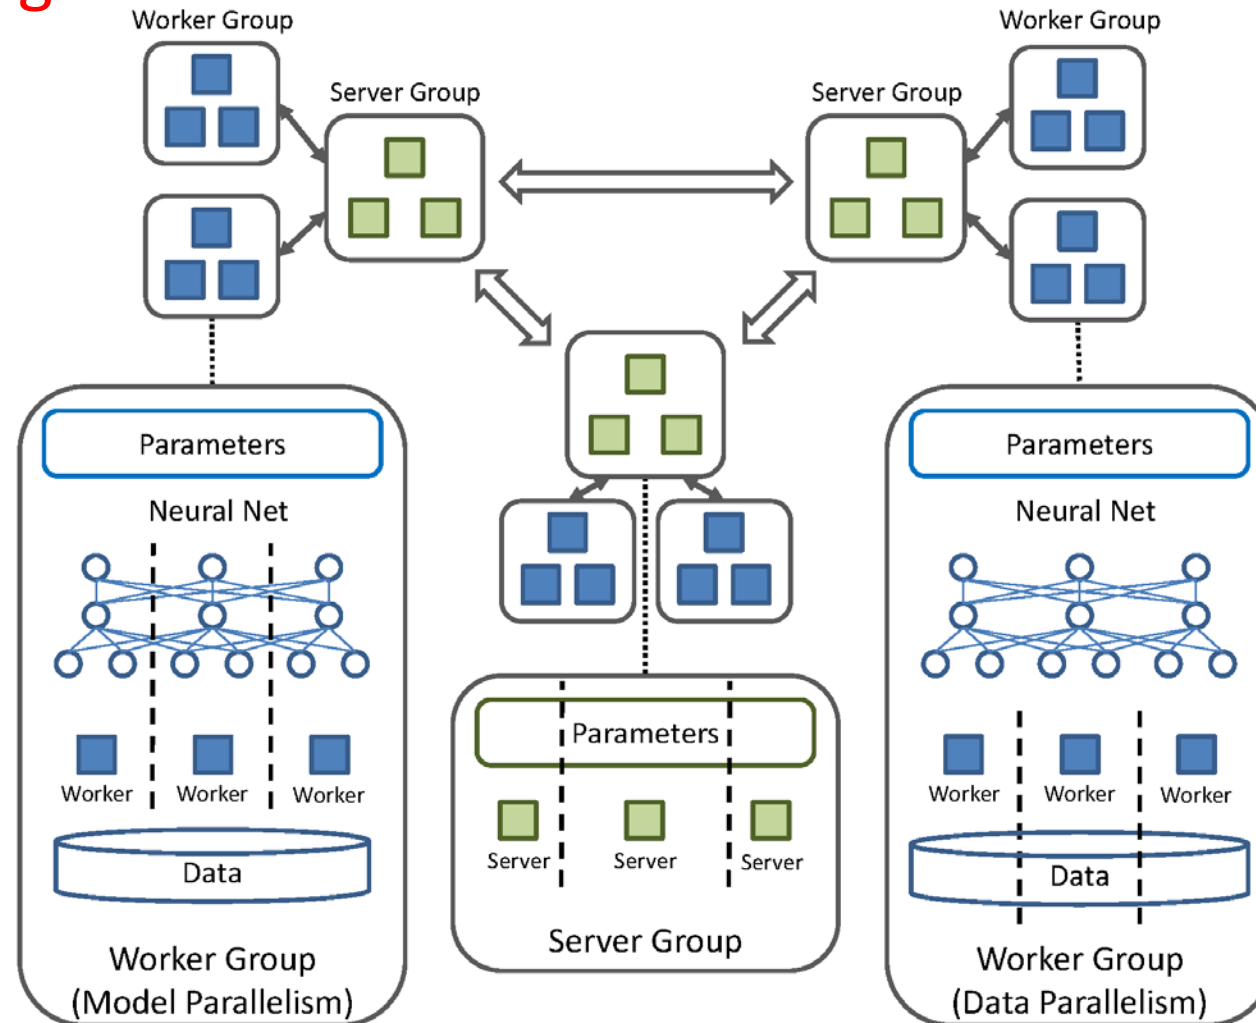 g
Worker Group
Worker Group
Server Group
Server Group
Parameters
Neural Net
Worker
Worker
Worker
Data
Worker Group
(Model Parallelism)
Parameters
Server
Server
Server
Server Group
Parameters
Neural Net
Worker
Worker
Worker
Data
Worker Group
(Data Parallelism)